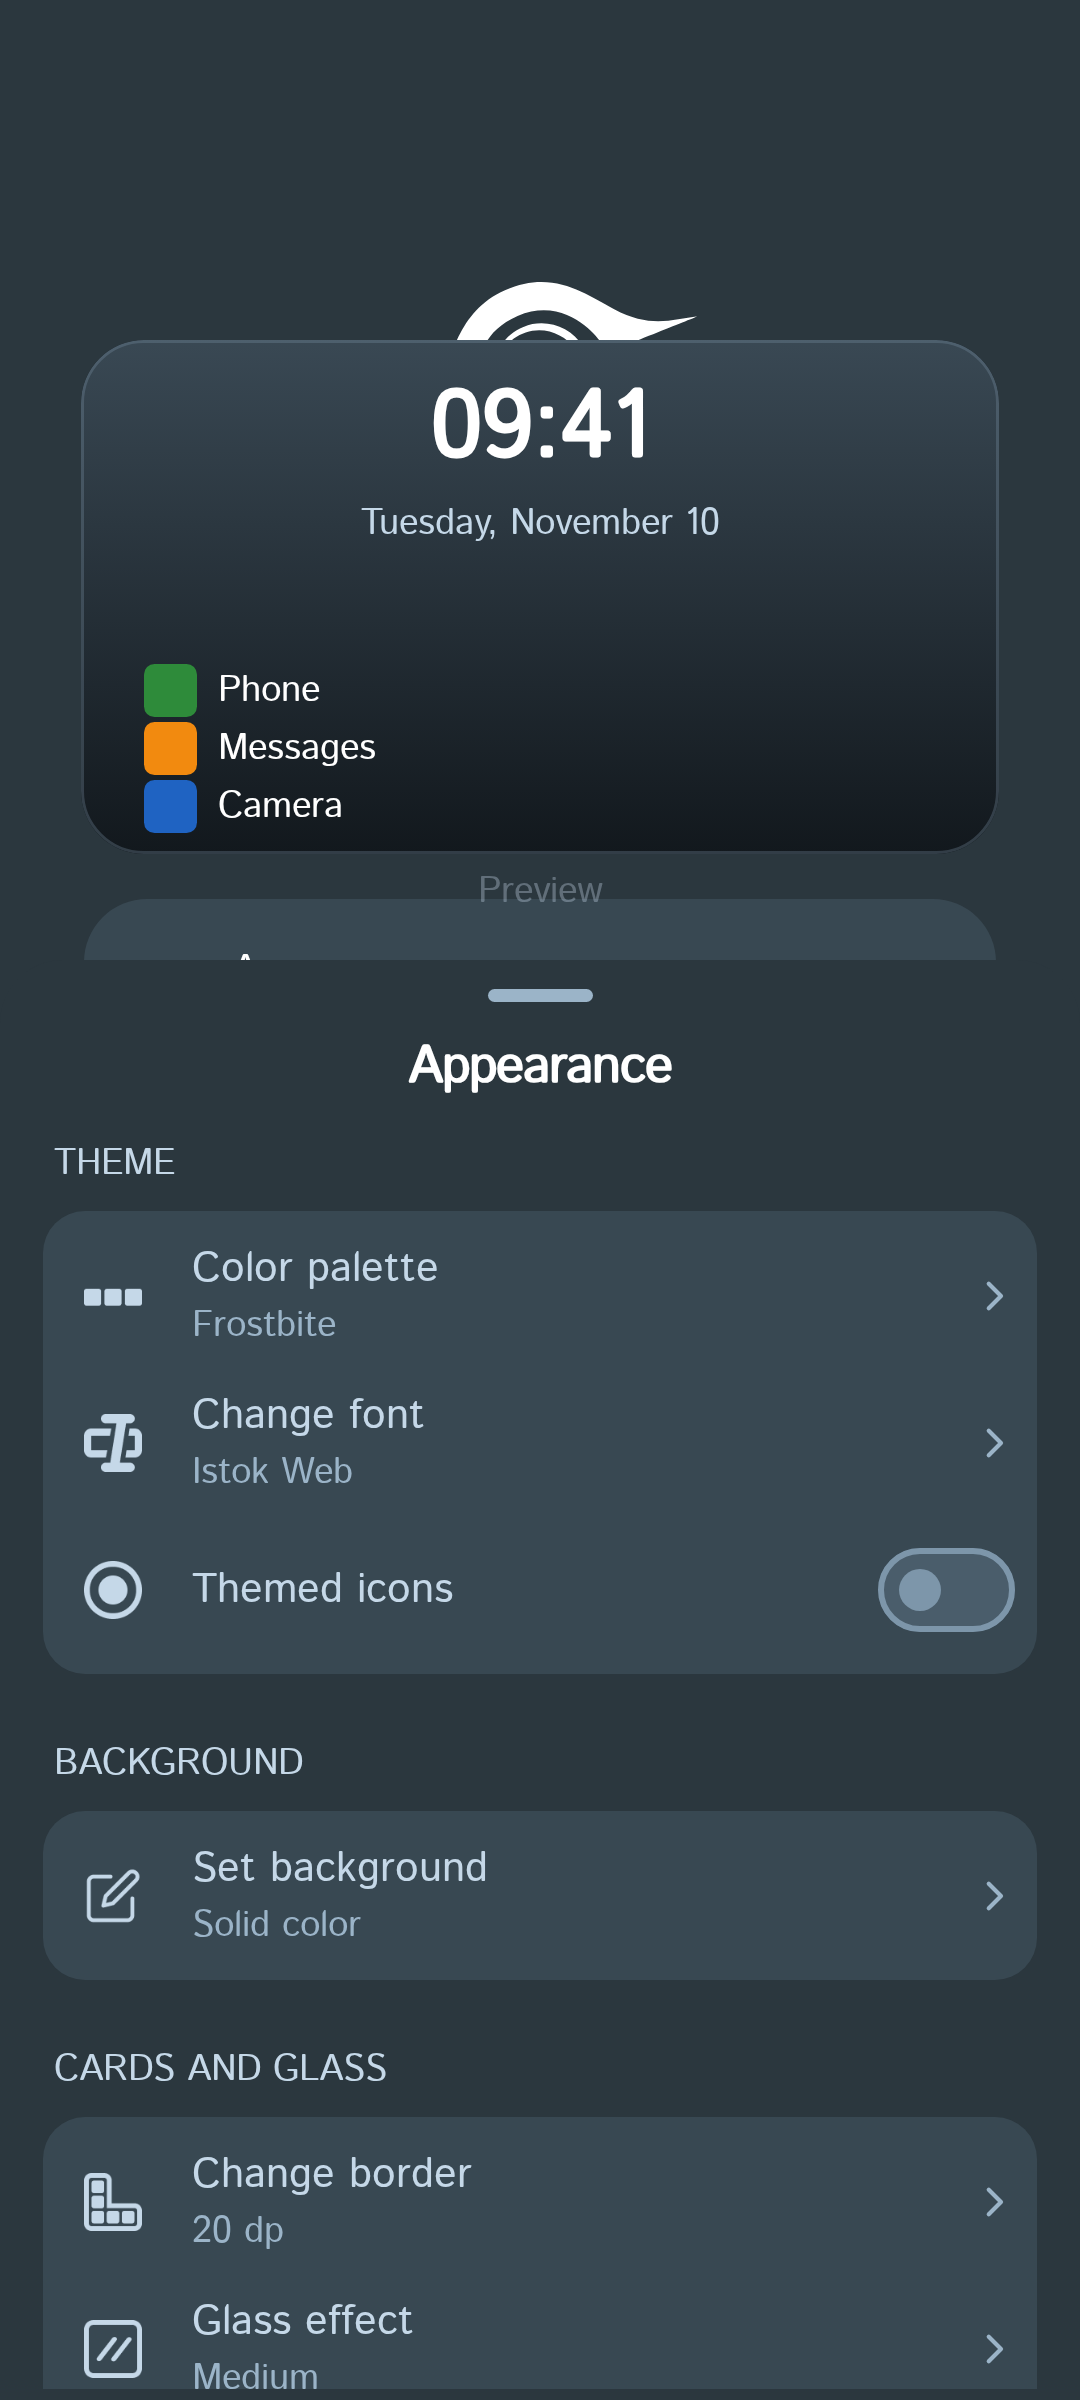 09:41
Tuesday, November 10
Phone
Messages
Camera
Preview
Appearance
THEME
Color palette
Frostbite
Change font
Istok Web
Themed icons
BACKGROUND
Set background
Solid color
CARDS AND GLASS
Change border
20 dp
Glass effect
Medium